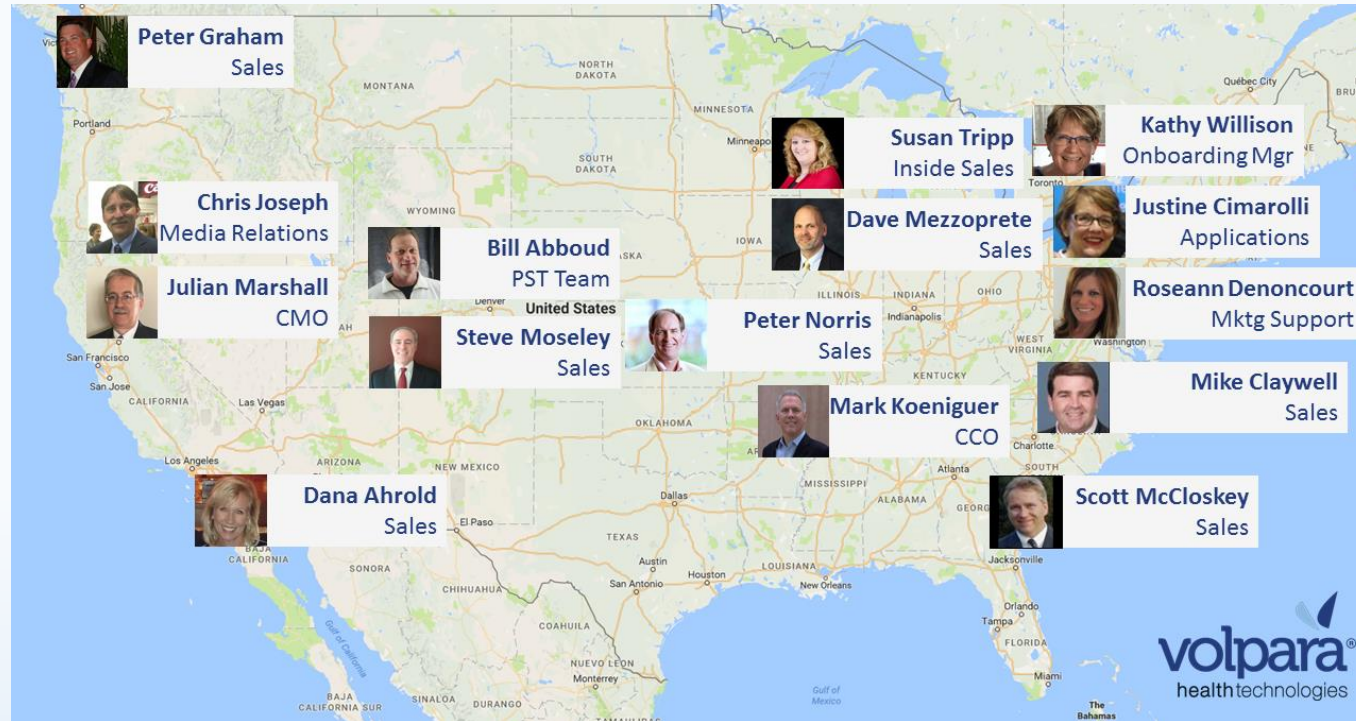 Peter Graham
Sales
Chris Joseph
Media Relations
Julian Marshall
CMO
Bill Abboud
PST Team
Steve Moseley
Sales
Peter Norris
Sales
Susan Tripp
Inside Sales
Dave Mezzoprete
Sales
Kathy Willison
Onboarding Mgr
Justine Cimarolli
Applications
Roseann Denoncourt
Mktg Support
Mark Koeniguer
CCO
Mike Claywell
Sales
Dana Ahrold
Sales
Scott McCloskey
Sales
volpara®
healthtechnologies
MONTANA
NORTH
DAKOTA
MINNESOTA
Québec City
Portland
SOUTH
DAKOTA
Toronto
WYOMING
IOWA
Denver
United States
ILLINOIS
INDIANA
OHIO
Indianapolis
WEST
VIRGINIA
Washington
San Francisco
San Jose
CALIFORNIA
Las Vegas
KENTUCKY
OKLAHOMA
Charlotte
Los Angeles
ARIZONA
NEW MEXICO
Atlanta
SOUTH
MISSISSIPPI
ALABAMA
Dallas
El Paso
TEXAS
BAJA
CALIFORNIA
SONORA
CHIHUAHUA
Austin
San Antonio
Houston
LOUISIANA
New Orleans
Jacksonville
Orlando
Tampa
FLORIDA
Miami
COAHUILA
NUEVO LEON
Monterrey
Gulf of California
BAJA
CALIFORNIA SUR
SINALOA
DURANGO
TAMAULIPAS
Gulf of
Mexico
The
Bahamas